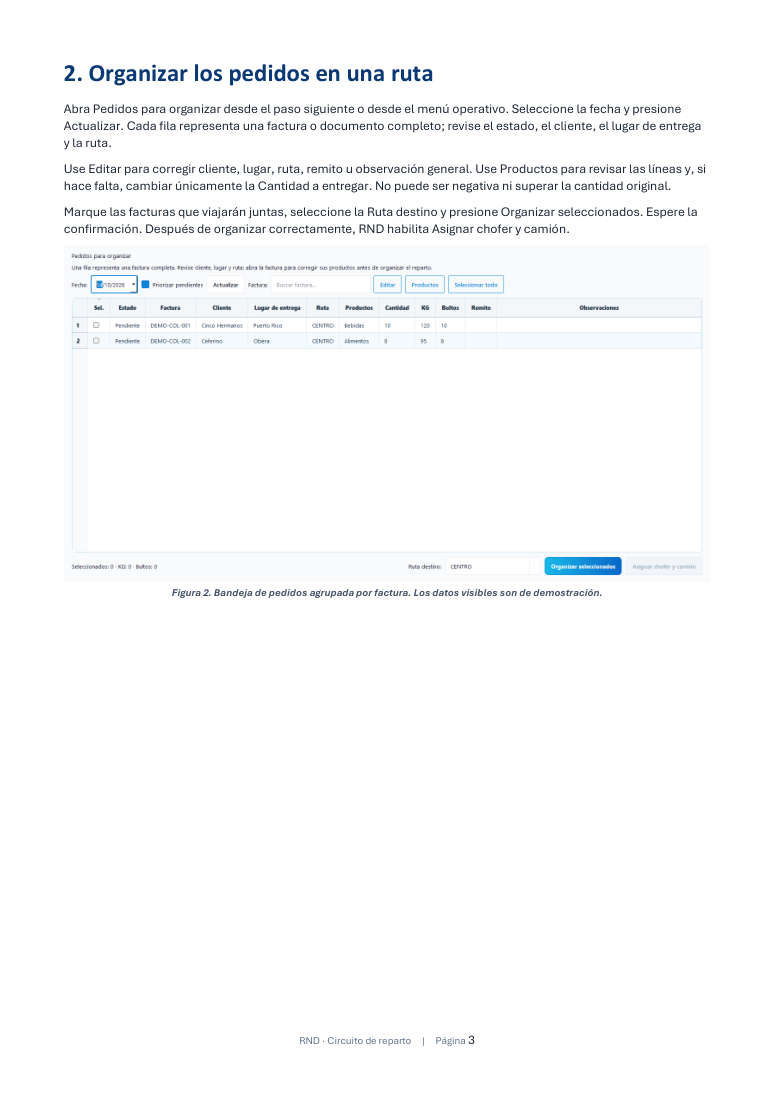 2. Organizar los pedidos en una ruta
Abra Pedidos para organizar desde el paso siguiente o desde el menú operativo. Seleccione la fecha y presione
Actualizar. Cada fila representa una factura o documento completo; revise el estado, el cliente, el lugar de entrega
y la ruta.
Use Editar para corregir cliente, lugar, ruta, remito u observación general. Use Productos para revisar las líneas y, si
hace falta, cambiar únicamente la Cantidad a entregar. No puede ser negativa ni superar la cantidad original.
Marque las facturas que viajarán juntas, seleccione la Ruta destino y presione Organizar seleccionados. Espere la
confirmación. Después de organizar correctamente, RND habilita Asignar chofer y camión.
Pedidos para organizar
Una fila representa una factura completa. Revise cliente, lugar y ruta; abra la factura para corregir sus productos antes de organizar el reparto.
Fecha: /10/2026 Priorizar pendientes Actualizar Factura: Buscar factura... Editar Productos Seleccionar todo
Sel. Estado Factura Cliente Lugar de entrega Ruta Productos Cantidad KG Bultos Remito Observaciones
1 Pendiente DEMO-COL-001 Cinco Hermanos Puerto Rico CENTRO Bebidas 10 120 10
2 Pendiente DEMO-COL-002 Ceferino Obera CENTRO Alimentos 8 95 8
Seleccionados: 0 · KG: 0 · Bultos: 0 Ruta destino: CENTRO Organizar seleccionados Asignar chofer y camión
Figura 2. Bandeja de pedidos agrupada por factura. Los datos visibles son de demostración.
RND · Circuito de reparto | Página 3